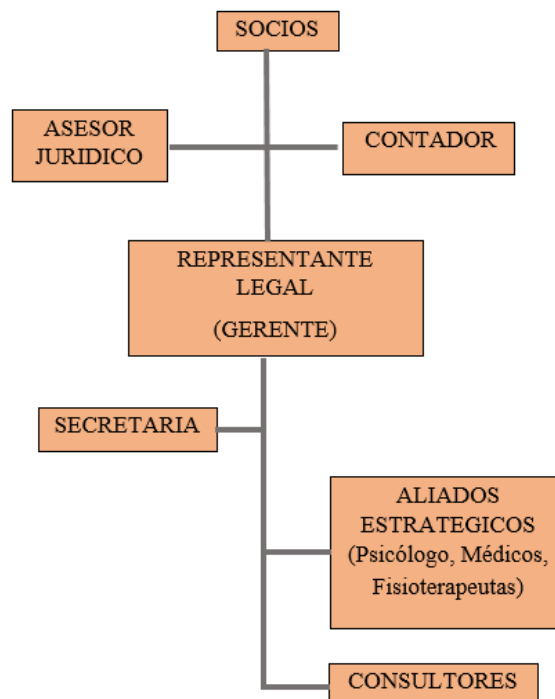 SOCIOS
ASESOR
JURIDICO
CONTADOR
REPRESENTANTE
LEGAL
(GERENTE)
SECRETARIA
ALIADOS
ESTRATEGICOS
(Psicólogo, Médicos,
Fisioterapeutas)
CONSULTORES